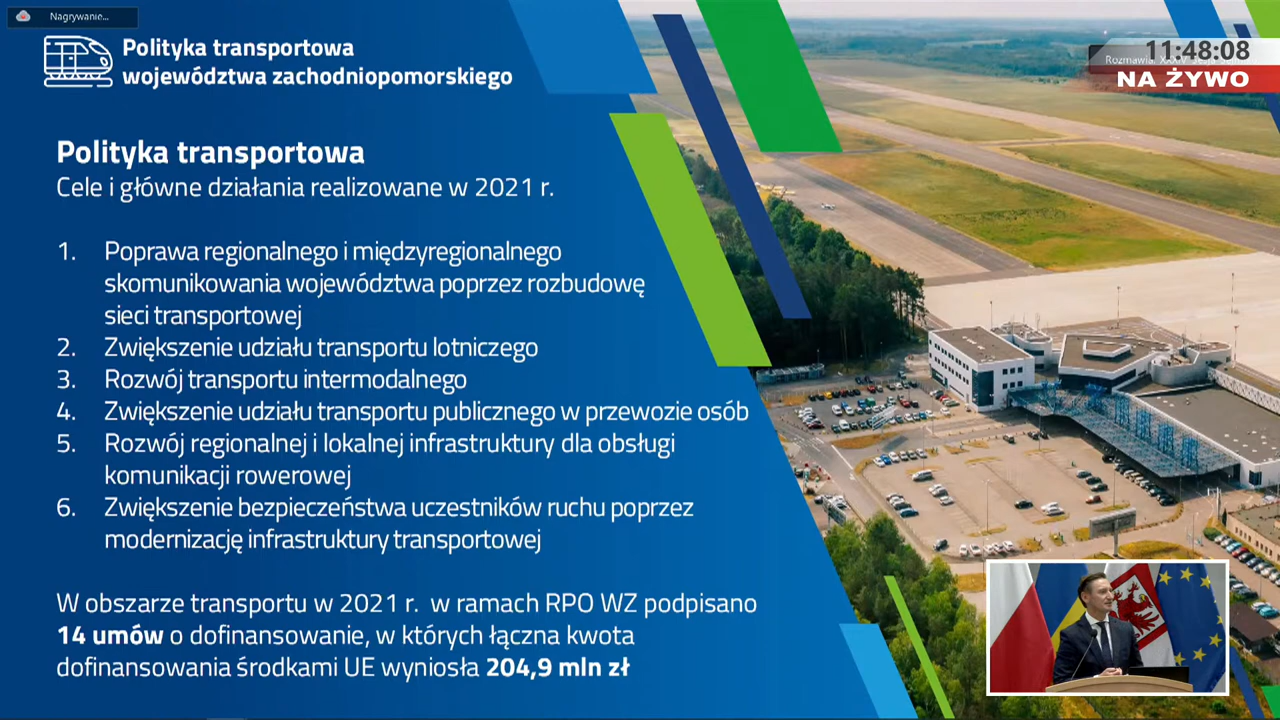 Nagrywanie...
Polityka transportowa
województwa zachodniopomorskiego
11:48:08
NA ŻYWO
Polityka transportowa
Cele i główne działania realizowane w 2021 r.
1. Poprawa regionalnego i międzyregionalnego
skomunikowania województwa poprzez rozbudowę
sieci transportowej
2. Zwiększenie udziału transportu lotniczego
3. Rozwój transportu intermodalnego
4. Zwiększenie udziału transportu publicznego w przewozie osób
5. Rozwój regionalnej i lokalnej infrastruktury dla obsługi
komunikacji rowerowej
6. Zwiększenie bezpieczeństwa uczestników ruchu poprzez
modernizację infrastruktury transportowej
W obszarze transportu w 2021 r. w ramach RPO WZ podpisano
14 umów o dofinansowanie, w których łączna kwota
dofinansowania środkami UE wyniosła 204,9 mln zł